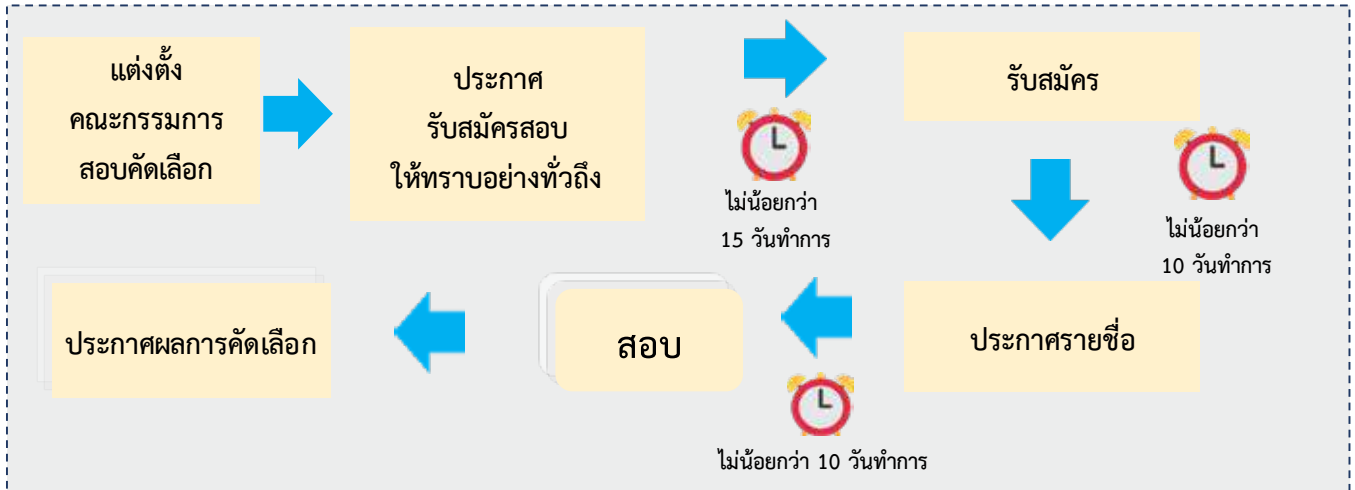 แต่งตั้ง
คณะกรรมการ
สอบคัดเลือก
ประกาศ
รับสมัครสอบ
ให้ทราบอย่างทั่วถึง
ไม่น้อยกว่า
15 วันทำการ
รับสมัคร
ไม่น้อยกว่า
10 วันทำการ
ประกาศรายชื่อ
ไม่น้อยกว่า 10 วันทำการ
สอบ
ประกาศผลการคัดเลือก